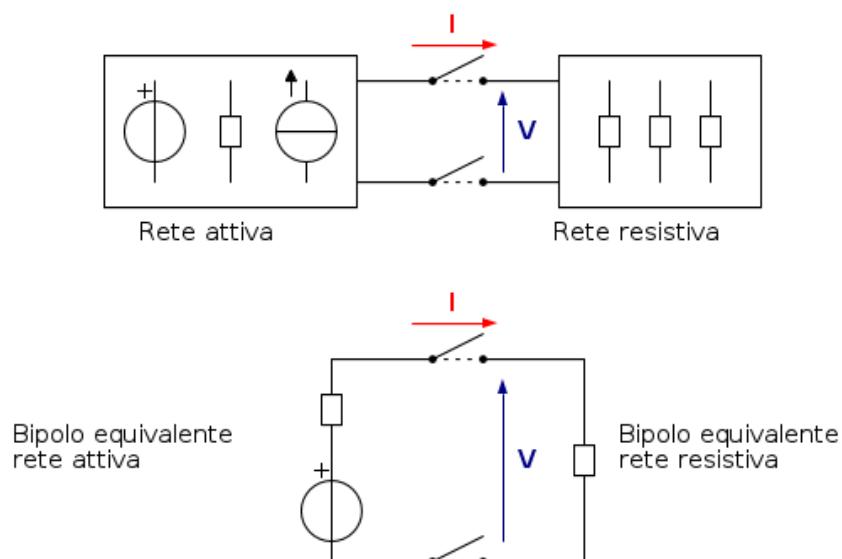 I
+
V
Rete attiva
Rete resistiva
I
Bipolo equivalente
rete attiva
Bipolo equivalente
rete resistiva
+
V